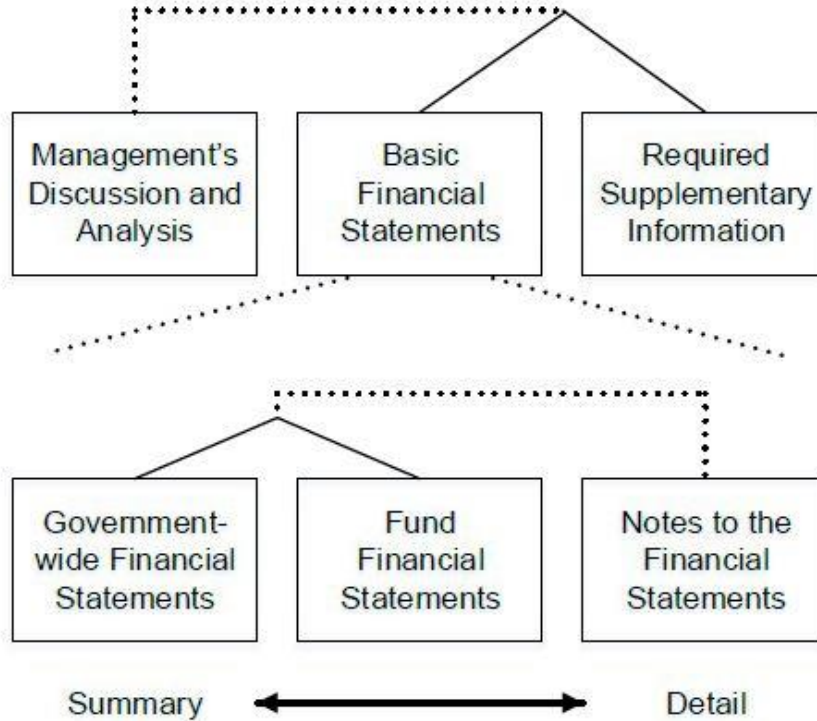 Management's
Discussion and
Analysis
Basic
Financial
Statements
Required
Supplementary
Information
Government-
wide Financial
Statements
Fund
Financial
Statements
Notes to the
Financial
Statements
Summary
Detail